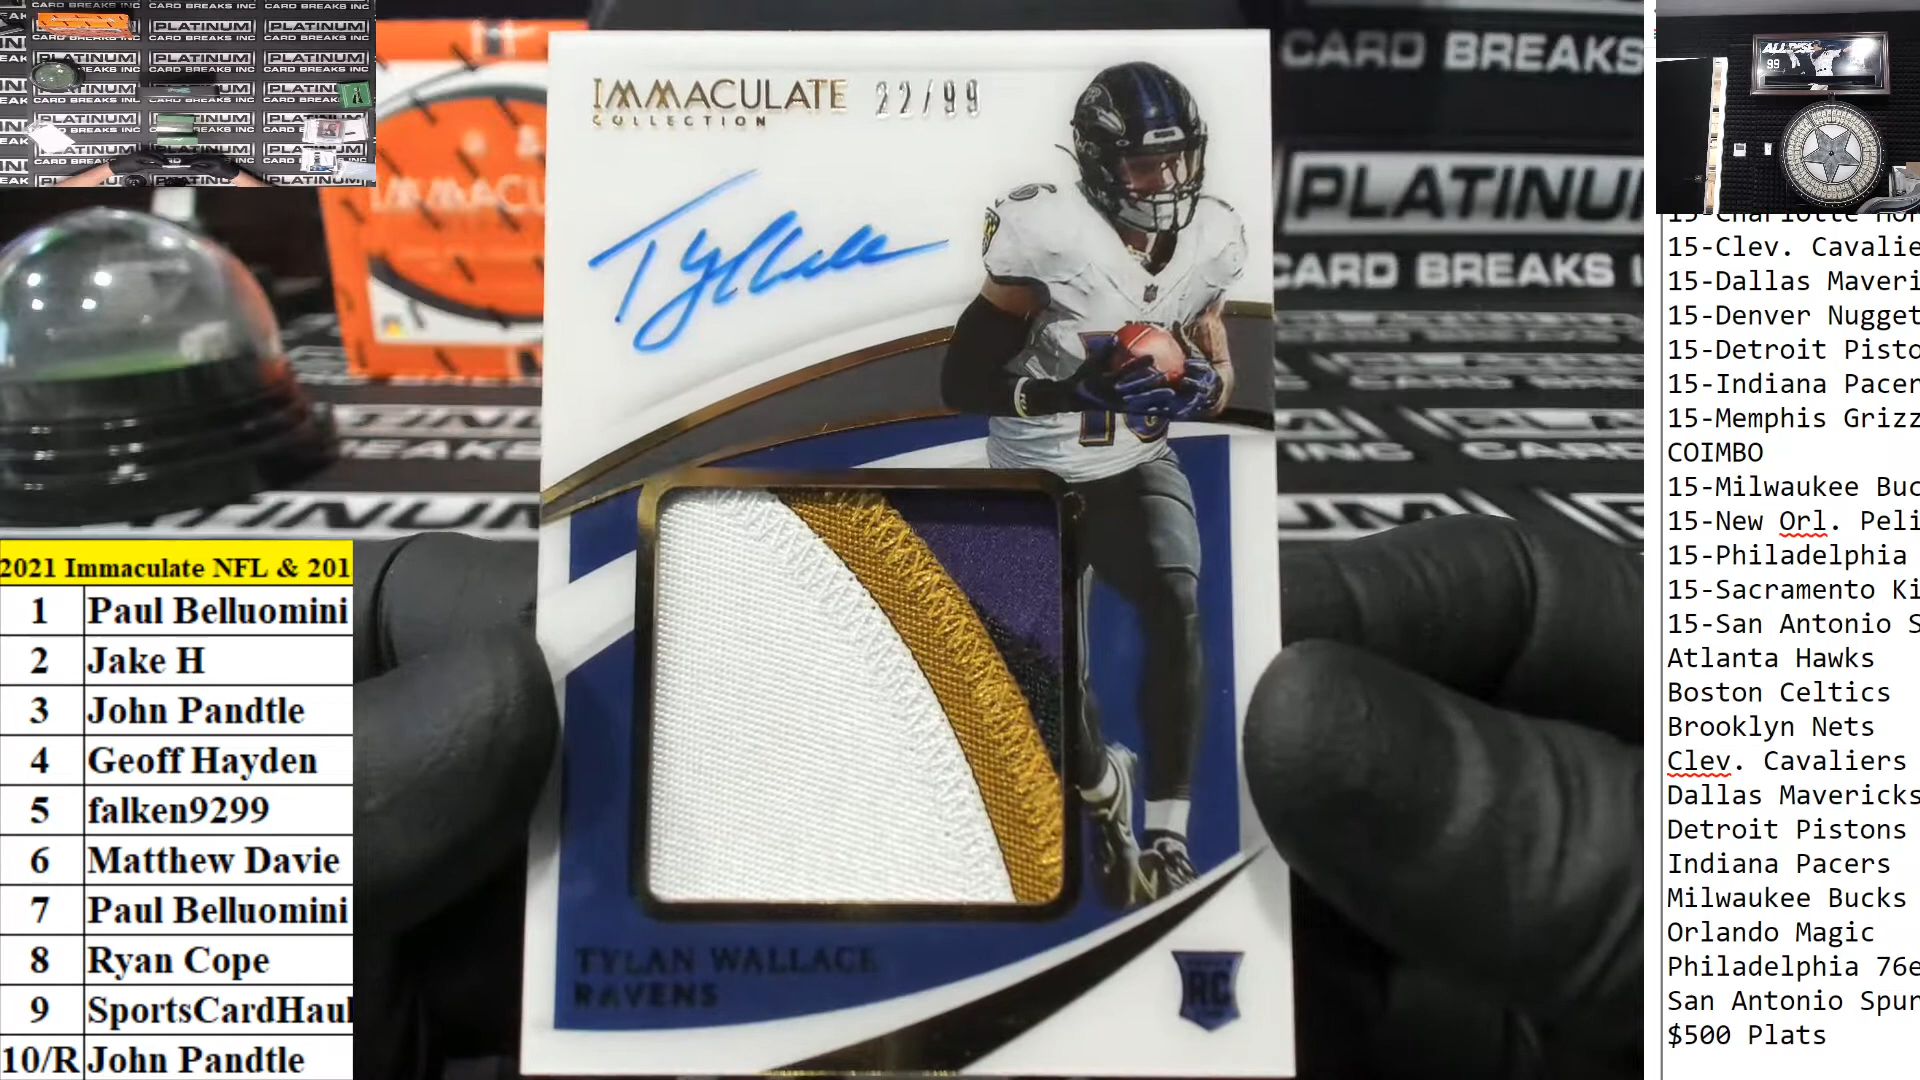 IMMACULATE 22/99
COLLECTION
Tyl Walle
TYLAN WALLACE
RAVENS
RC
CARD BREAKS
PLATINU
CARD BREAKS
2021 Immaculate NFL & 201
1 Paul Belluomini
2 Jake H
3 John Pandtle
4 Geoff Hayden
5 falken9299
6 Matthew Davie
7 Paul Belluomini
8 Ryan Cope
9 SportsCardHaul
10/R John Pandtle
15-Clev. Cavalie
15-Dallas Maveri
15-Denver Nugget
15-Detroit Pisto
15-Indiana Pacer
15-Memphis Grizz
COIMBO
15-Milwaukee Buc
15-New Orl. Peli
15-Philadelphia
15-Sacramento Ki
15-San Antonio S
Atlanta Hawks
Boston Celtics
Brooklyn Nets
Clev. Cavaliers
Dallas Mavericks
Detroit Pistons
Indiana Pacers
Milwaukee Bucks
Orlando Magic
Philadelphia 76e
San Antonio Spur
$500 Plats